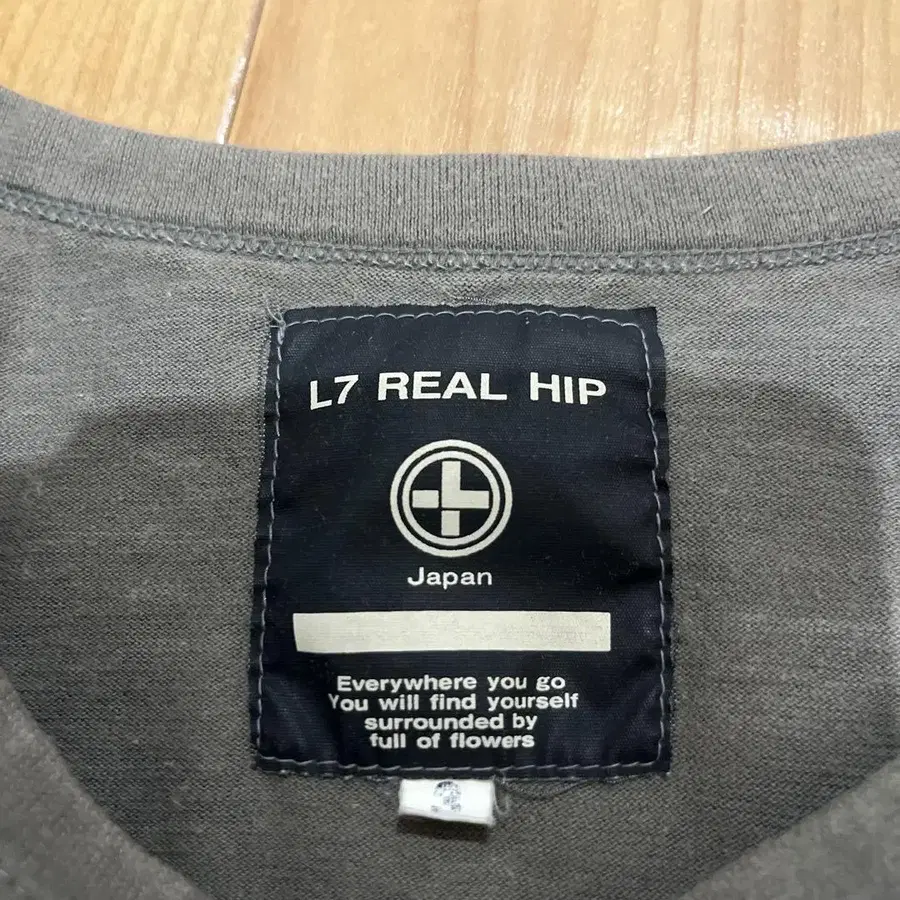 L7 REAL HIP
Japan
Everywhere you go
You will find yourself
surrounded by
full of flowers